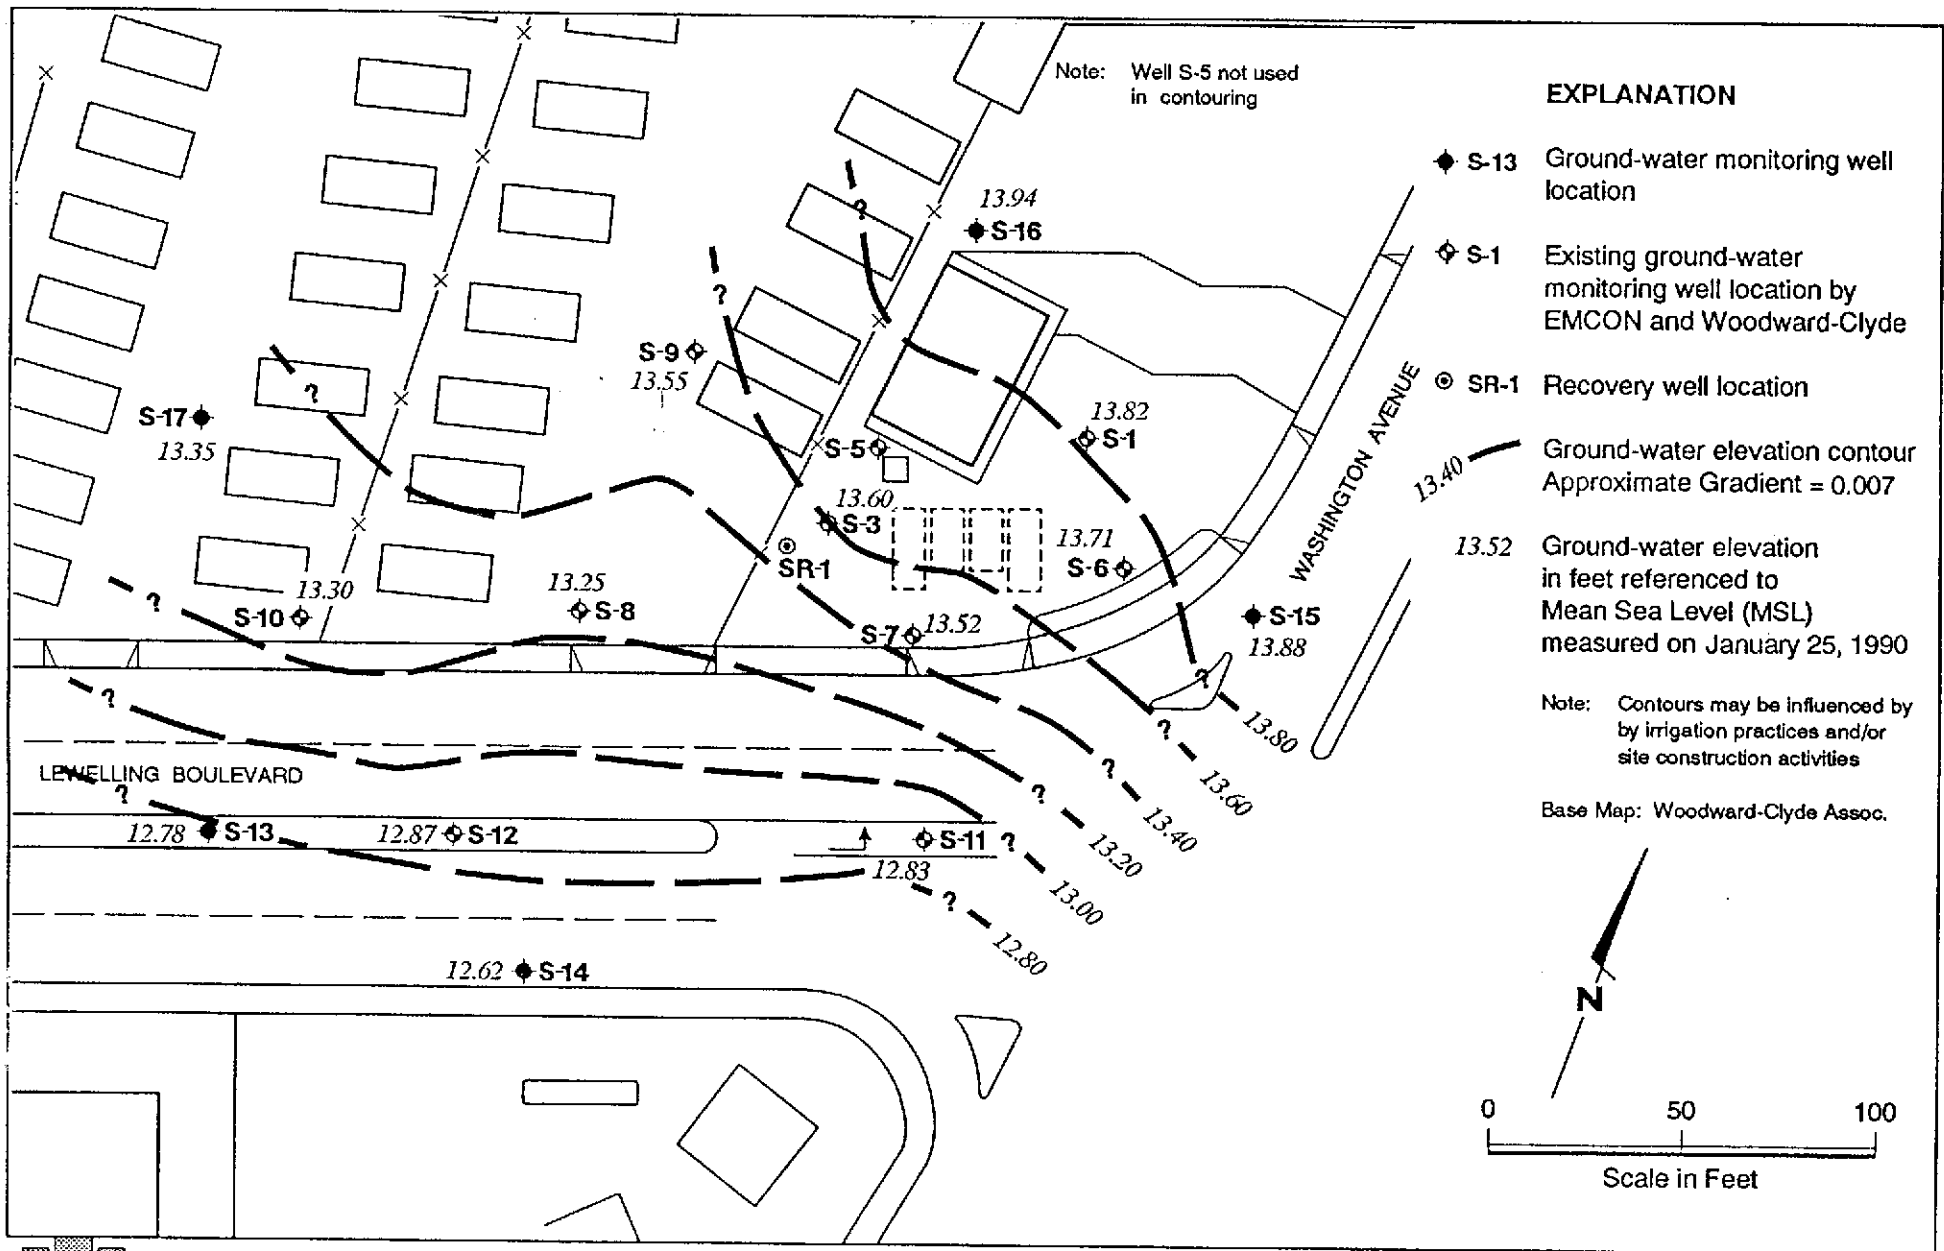 Note: Well S-5 not used
in contouring
EXPLANATION
S-13 Ground-water monitoring well
location
S-1 Existing ground-water
monitoring well location by
EMCON and Woodward-Clyde
SR-1 Recovery well location
13.40 Ground-water elevation contour
Approximate Gradient = 0.007
13.52 Ground-water elevation
in feet referenced to
Mean Sea Level (MSL)
measured on January 25, 1990
Note: Contours may be influenced by
by irrigation practices and/or
site construction activities
Base Map: Woodward-Clyde Assoc.
N
0 50 100
Scale in Feet
13.94
S-16
?
?
S-9
13.55
?
S-17
13.35
13.82
S-1
S-5
13.60
S-3
SR-1
13.71
S-6
WASHINGTON AVENUE
S-15
13.88
13.30
S-10
13.25
S-8
S-7 13.52
?
?
?
13.80
?
13.60
?
13.40
?
13.20
LEWELLING BOULEVARD
?
12.78 S-13
12.87 S-12
S-11
12.83
?
13.00
?
12.80
12.62 S-14